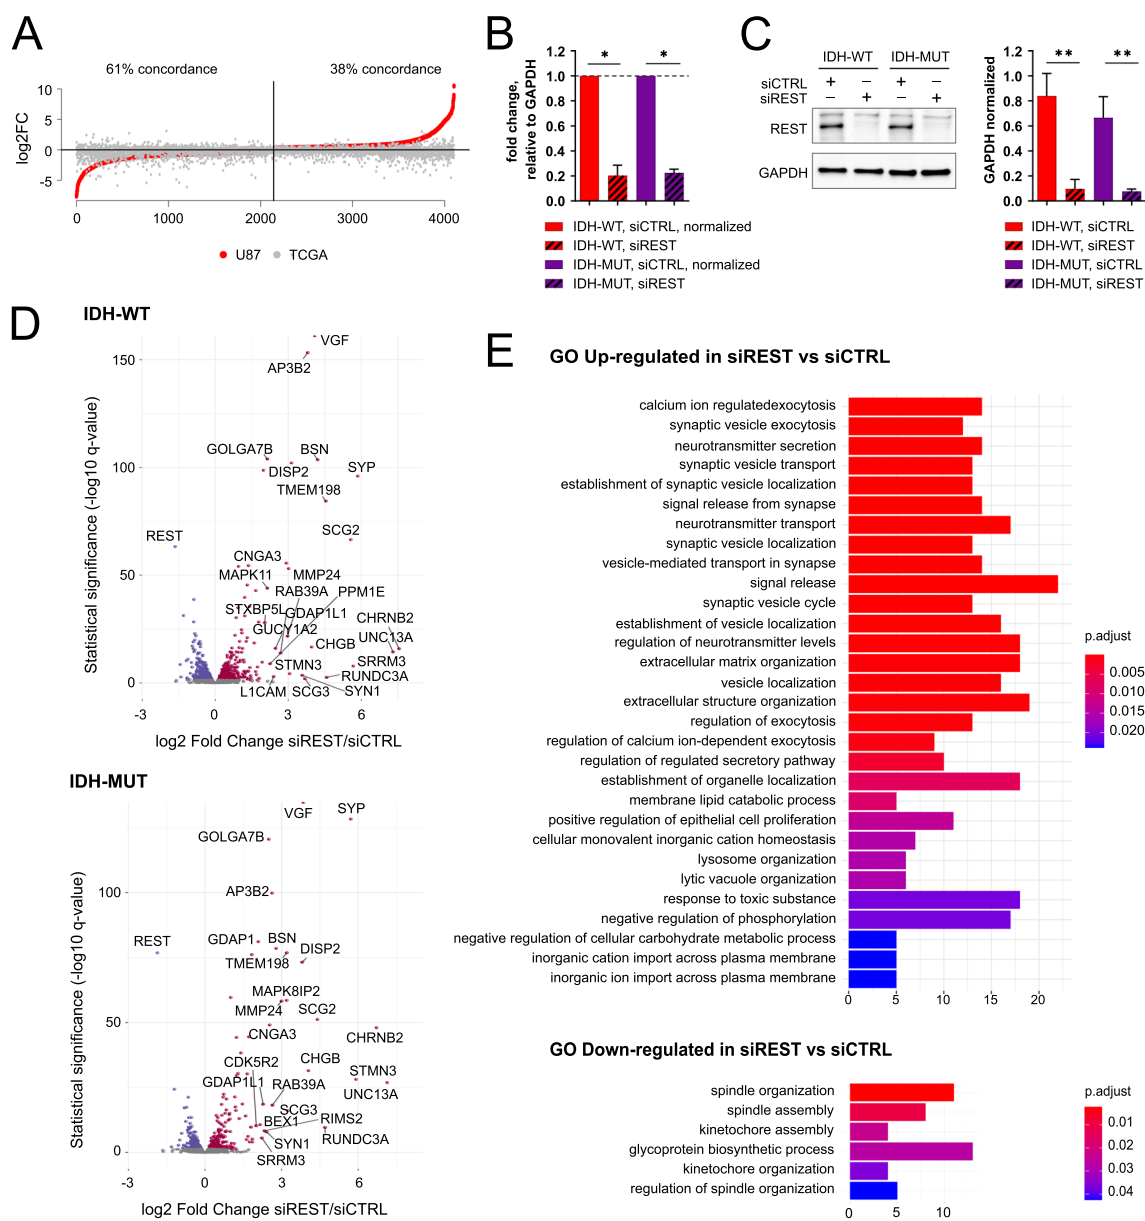 A
61% concordance
38% concordance
log2FC
10
5
0
-5
0
1000
2000
3000
4000
U87
TCGA
B
fold change,
relative to GAPDH
1.2
1.0
0.8
0.6
0.4
0.2
0.0
*
*
IDH-WT, siCTRL, normalized
IDH-WT, siREST
IDH-MUT, siCTRL, normalized
IDH-MUT, siREST
C
IDH-WT
IDH-MUT
siCTRL + − + −
siREST − + − +
REST
GAPDH
GAPDH normalized
1.2
1.0
0.8
0.6
0.4
0.2
0.0
**
**
IDH-WT, siCTRL
IDH-WT, siREST
IDH-MUT, siCTRL
IDH-MUT, siREST
D
IDH-WT
Statistical significance (-log10 q-value)
150
100
50
0
VGF
AP3B2
GOLGA7B
BSN
DISP2
SYP
TMEM198
SCG2
REST
CNGA3
MAPK11
MMP24
RAB39A
PPM1E
STXBP5L
GDAP1L1
CHRNB2
GUCY1A2
UNC13A
CHGB
STMN3
SRRM3
RUNDC3A
L1CAM
SCG3
SYN1
-3
0
3
6
log2 Fold Change siREST/siCTRL
IDH-MUT
Statistical significance (-log10 q-value)
100
50
0
VGF
SYP
GOLGA7B
AP3B2
REST
GDAP1
BSN
DISP2
TMEM198
MAPK8IP2
MMP24
SCG2
CNGA3
CHRNB2
CDK5R2
CHGB
STMN3
GDAP1L1
RAB39A
UNC13A
SCG3
BEX1
RIMS2
SYN1
RUNDC3A
SRRM3
-3
0
3
6
log2 Fold Change siREST/siCTRL
E
GO Up-regulated in siREST vs siCTRL
calcium ion regulatedexocytosis
synaptic vesicle exocytosis
neurotransmitter secretion
synaptic vesicle transport
establishment of synaptic vesicle localization
signal release from synapse
neurotransmitter transport
synaptic vesicle localization
vesicle-mediated transport in synapse
signal release
synaptic vesicle cycle
establishment of vesicle localization
regulation of neurotransmitter levels
extracellular matrix organization
vesicle localization
extracellular structure organization
regulation of exocytosis
regulation of calcium ion-dependent exocytosis
regulation of regulated secretory pathway
establishment of organelle localization
membrane lipid catabolic process
positive regulation of epithelial cell proliferation
cellular monovalent inorganic cation homeostasis
lysosome organization
lytic vacuole organization
response to toxic substance
negative regulation of phosphorylation
negative regulation of cellular carbohydrate metabolic process
inorganic cation import across plasma membrane
inorganic ion import across plasma membrane
0
5
10
15
20
p.adjust
0.005
0.010
0.015
0.020
GO Down-regulated in siREST vs siCTRL
spindle organization
spindle assembly
kinetochore assembly
glycoprotein biosynthetic process
kinetochore organization
regulation of spindle organization
0
5
10
p.adjust
0.01
0.02
0.03
0.04